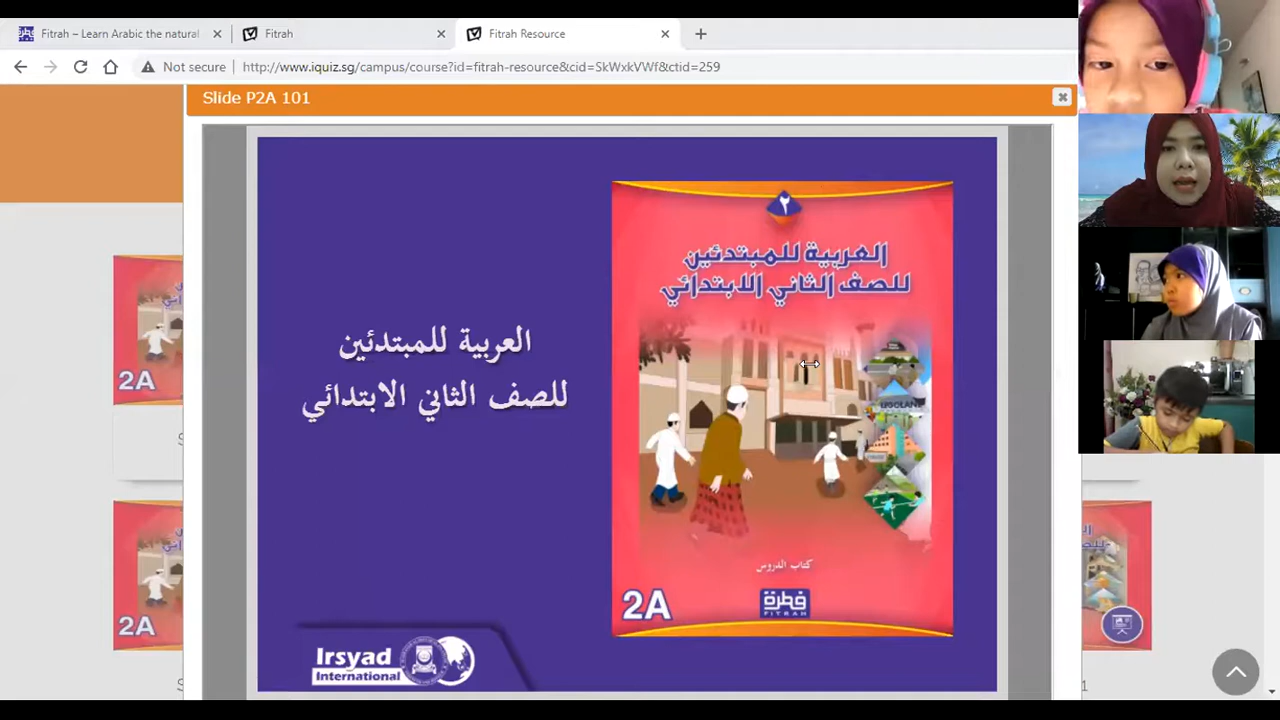 Fitrah – Learn Arabic the natural
Fitrah
Fitrah Resource
Not secure
http://www.iquiz.sg/campus/course?id=fitrah-resource&cid=SkWxkVWf&ctid=259
Slide P2A 101
٢
العربية للمبتدئين
للصف الثاني الابتدائي
العربية للمبتدئين
للصف الثاني الابتدائي
LEGOLAND
كتاب الدروس
2A
فطرة
FITRAH
Irsyad
International
2A
2A